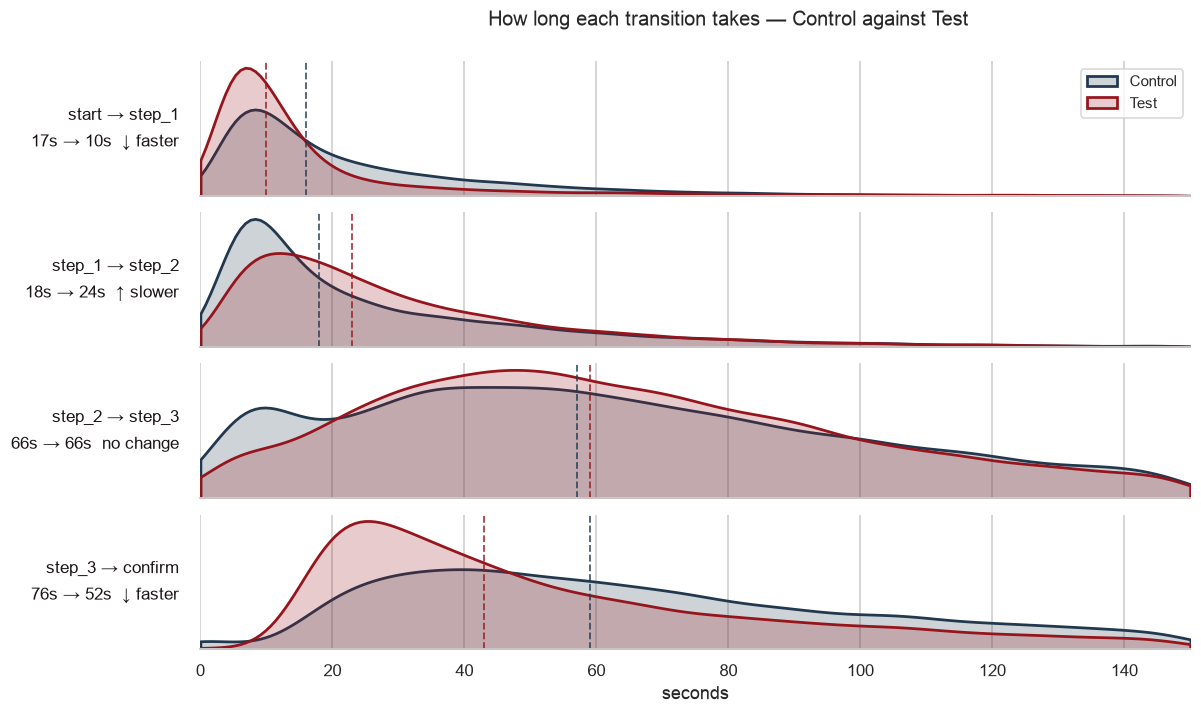 How long each transition takes — Control against Test
Control
Test
start → step_1
17s → 10s ↓ faster
step_1 → step_2
18s → 24s ↑ slower
step_2 → step_3
66s → 66s no change
step_3 → confirm
76s → 52s ↓ faster
0 20 40 60 80 100 120 140
seconds